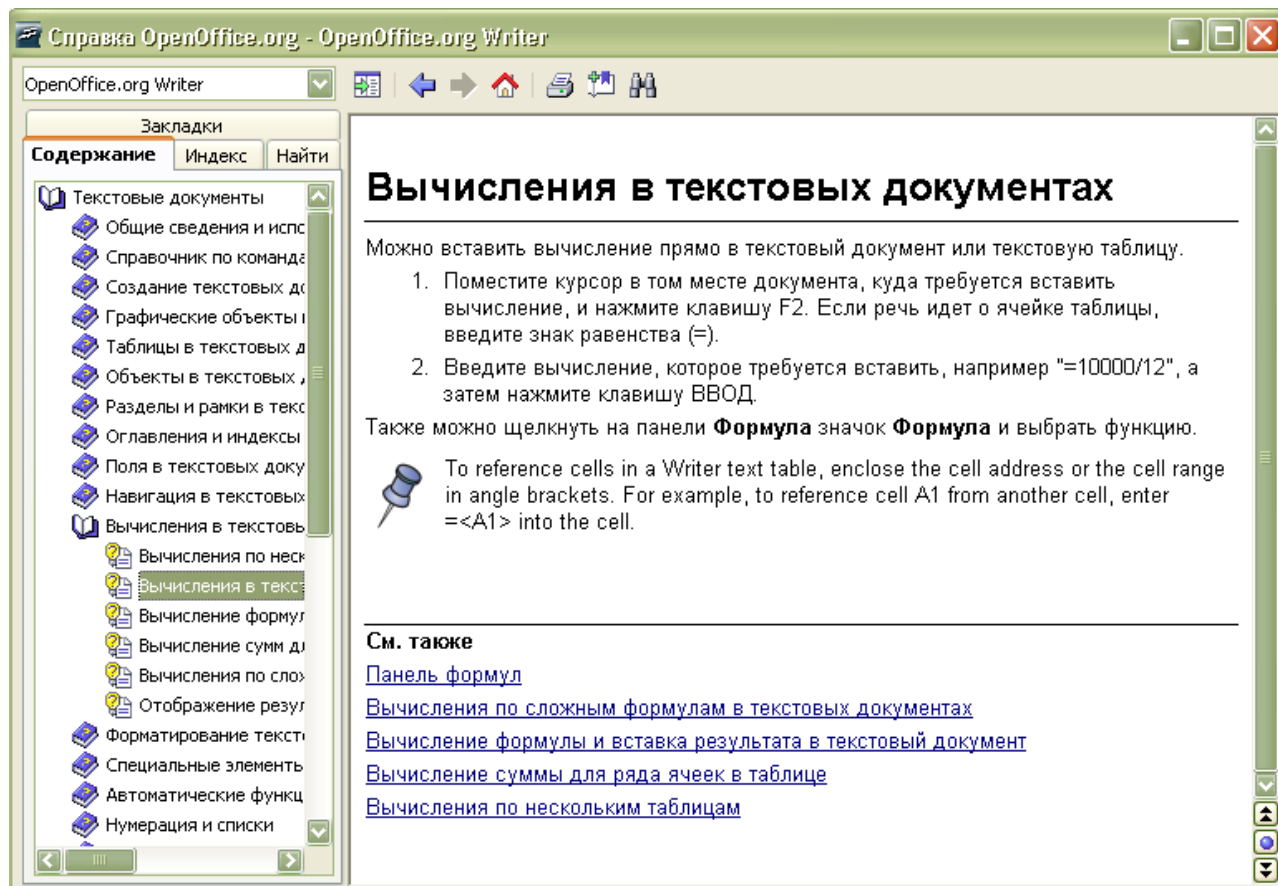 Справка OpenOffice.org - OpenOffice.org Writer
OpenOffice.org Writer
Закладки
Содержание Индекс Найти
Текстовые документы
Общие сведения и испс
Справочник по команда
Создание текстовых до
Графические объекты
Таблицы в текстовых д
Объекты в текстовых
Разделы и рамки в текс
Оглавления и индексы
Поля в текстовых доку
Навигация в текстовых
Вычисления в текстовь
Вычисления по неск
Вычисления в текс
Вычисление формул
Вычисление сумм
Вычисления по слож
Отображение резул
Форматирование тексто
Специальные элементь
Автоматические функц
Нумерация и списки
Вычисления в текстовых документах
Можно вставить вычисление прямо в текстовый документ или текстовую таблицу.
1. Поместите курсор в том месте документа, куда требуется вставить
вычисление, и нажмите клавишу F2. Если речь идет о ячейке таблицы,
введите знак равенства (=).
2. Введите вычисление, которое требуется вставить, например "=10000/12", а
затем нажмите клавишу ВВОД.
Также можно щелкнуть на панели Формула значок Формула и выбрать функцию.
To reference cells in a Writer text table, enclose the cell address or the cell range
in angle brackets. For example, to reference cell A1 from another cell, enter
=<A1> into the cell.
См. также
Панель формул
Вычисления по сложным формулам в текстовых документах
Вычисление формулы и вставка результата в текстовый документ
Вычисление суммы для ряда ячеек в таблице
Вычисления по нескольким таблицам